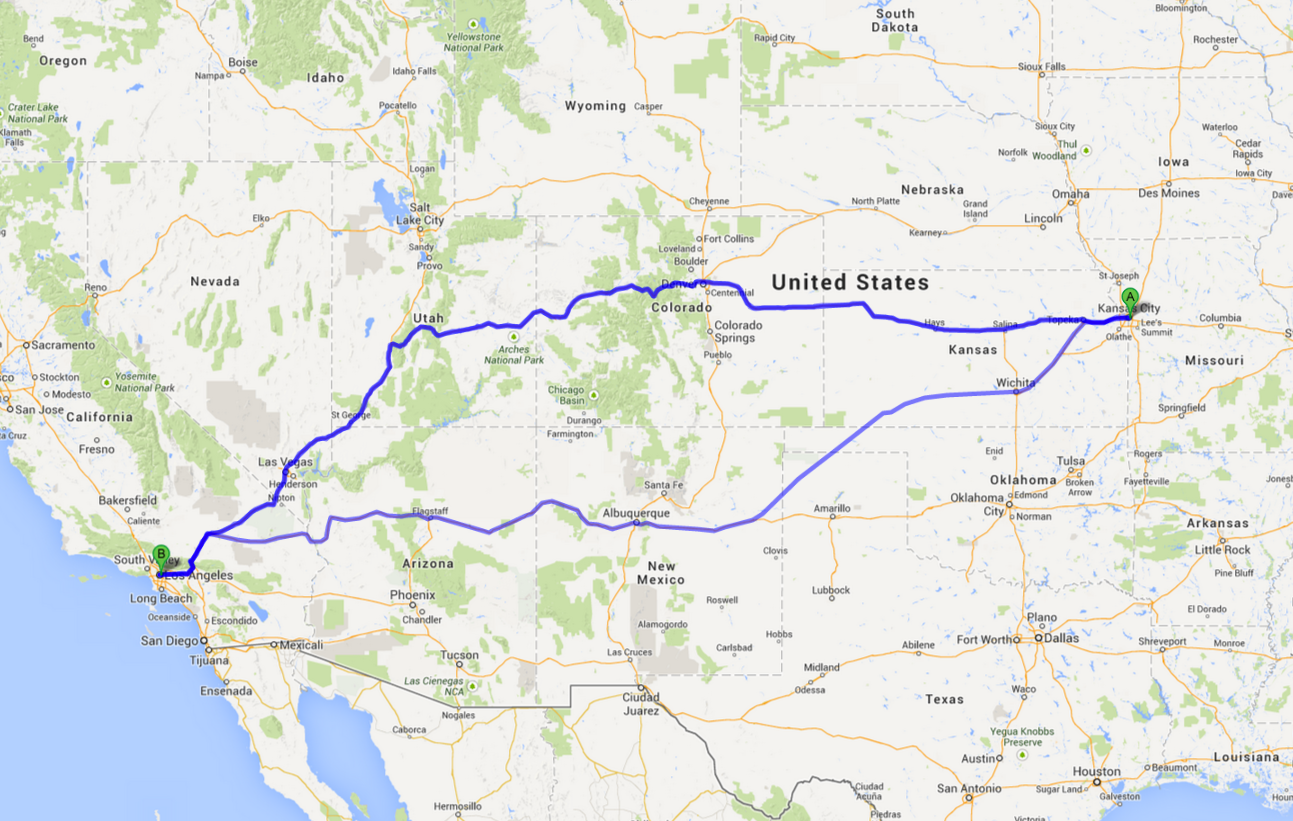 South
Dakota
Bloomington
Bend
Oregon
Yellowstone
National Park
Rapid City
Rochester
Boise
Nampa
Idaho
Idaho Falls
Sioux Falls
Crater Lake
National Park
Klamath
Falls
Pocatello
Wyoming
Casper
Sioux City
Waterloo
Thul
Woodland
Norfolk
Cedar
Rapids
Iowa
Iowa City
Logan
Nebraska
Omaha
Des Moines
Salt
Lake City
Elko
Cheyenne
North Platte
Grand
Island
Lincoln
Kearney
Sandy
Provo
Fort Collins
Loveland
Boulder
Reno
Nevada
United States
St Joseph
Denver
Centennial
A
Kansas City
Colorado
Utah
Hays
Salina
Topeka
Lee's
Summit
Columbia
Olathe
Colorado
Springs
Sacramento
Arches
National Park
Pueblo
Kansas
Missouri
Stockton
Yosemite
National Park
Modesto
San Jose
Chicago
Basin
Wichita
California
St George
Durango
Springfield
Farmington
Fresno
Enid
Rogers
Las Vegas
Henderson
Tulsa
Broken
Arrow
Fayetteville
Nipton
Santa Fe
Oklahoma
Bakersfield
Caliente
Flagstaff
Albuquerque
Amarillo
Oklahoma
City
Edmond
Norman
Arkansas
B
South Valley
Los Angeles
Clovis
Little Rock
Arizona
New
Mexico
Pine Bluff
Long Beach
Phoenix
Chandler
Lubbock
Roswell
El Dorado
Oceanside
Escondido
Alamogordo
Plano
Fort Worth
Dallas
San Diego
Mexicali
Tijuana
Hobbs
Carlsbad
Abilene
Shreveport
Monroe
Tucson
Las Cruces
Midland
Odessa
Ensenada
Las Cienegas
NCA
Ciudad
Juarez
Texas
Waco
Nogales
Caborca
Yegua Knobbs
Preserve
Austin
Louisiana
Beaumont
Houston
Sugar Land
Galveston
San Antonio
Hermosillo
Ciudad
Acuña
Piedras
Victoria